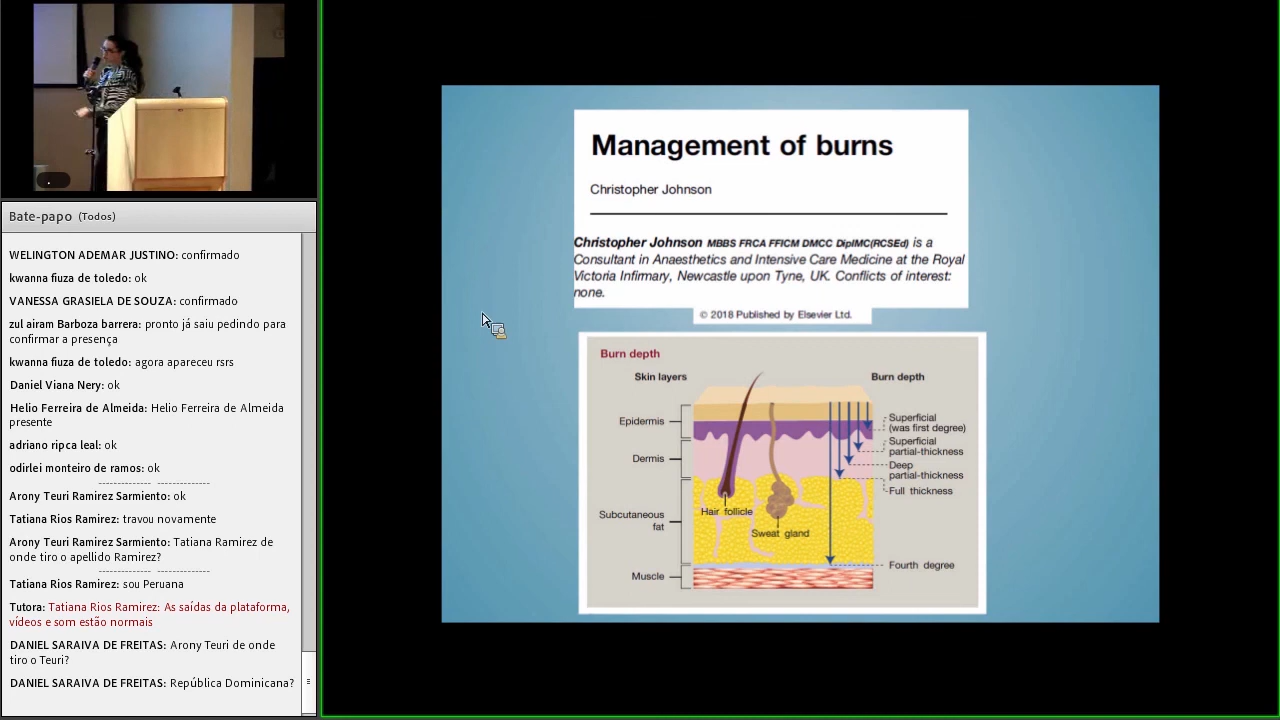 Bate-papo (Todos)
WELINGTON ADEMAR JUSTINO: confirmado
kwanna fiuza de toledo: ok
VANESSA GRASIELA DE SOUZA: confirmado
zul airam Barboza barrera: pronto já saiu pedindo para
confirmar a presença
kwanna fiuza de toledo: agora apareceu rsrs
Daniel Viana Nery: ok
Helio Ferreira de Almeida: Helio Ferreira de Almeida
presente
adriano ripca leal: ok
odirlei monteiro de ramos: ok
Arony Teuri Ramirez Sarmiento: ok
Tatiana Rios Ramirez: travou novamente
Arony Teuri Ramirez Sarmiento: Tatiana Ramirez de
onde tiro o apellido Ramirez?
Tatiana Rios Ramirez: sou Peruana
Tutora: Tatiana Rios Ramirez: As saídas da plataforma,
vídeos e som estão normais
DANIEL SARAIVA DE FREITAS: Arony Teuri de onde
tiro o Teuri?
DANIEL SARAIVA DE FREITAS: República Dominicana?
Management of burns
Christopher Johnson
Christopher Johnson MBBS FRCA FFICM DMCC DipIMC(RCSEd) is a
Consultant in Anaesthetics and Intensive Care Medicine at the Royal
Victoria Infirmary, Newcastle upon Tyne, UK. Conflicts of interest:
none.
© 2018 Published by Elsevier Ltd.
Burn depth
Skin layers
Burn depth
Epidermis
Dermis
Subcutaneous
fat
Muscle
Hair follicle
Sweat gland
Superficial
(was first degree)
Superficial
partial-thickness
Deep
partial-thickness
Full thickness
Fourth degree